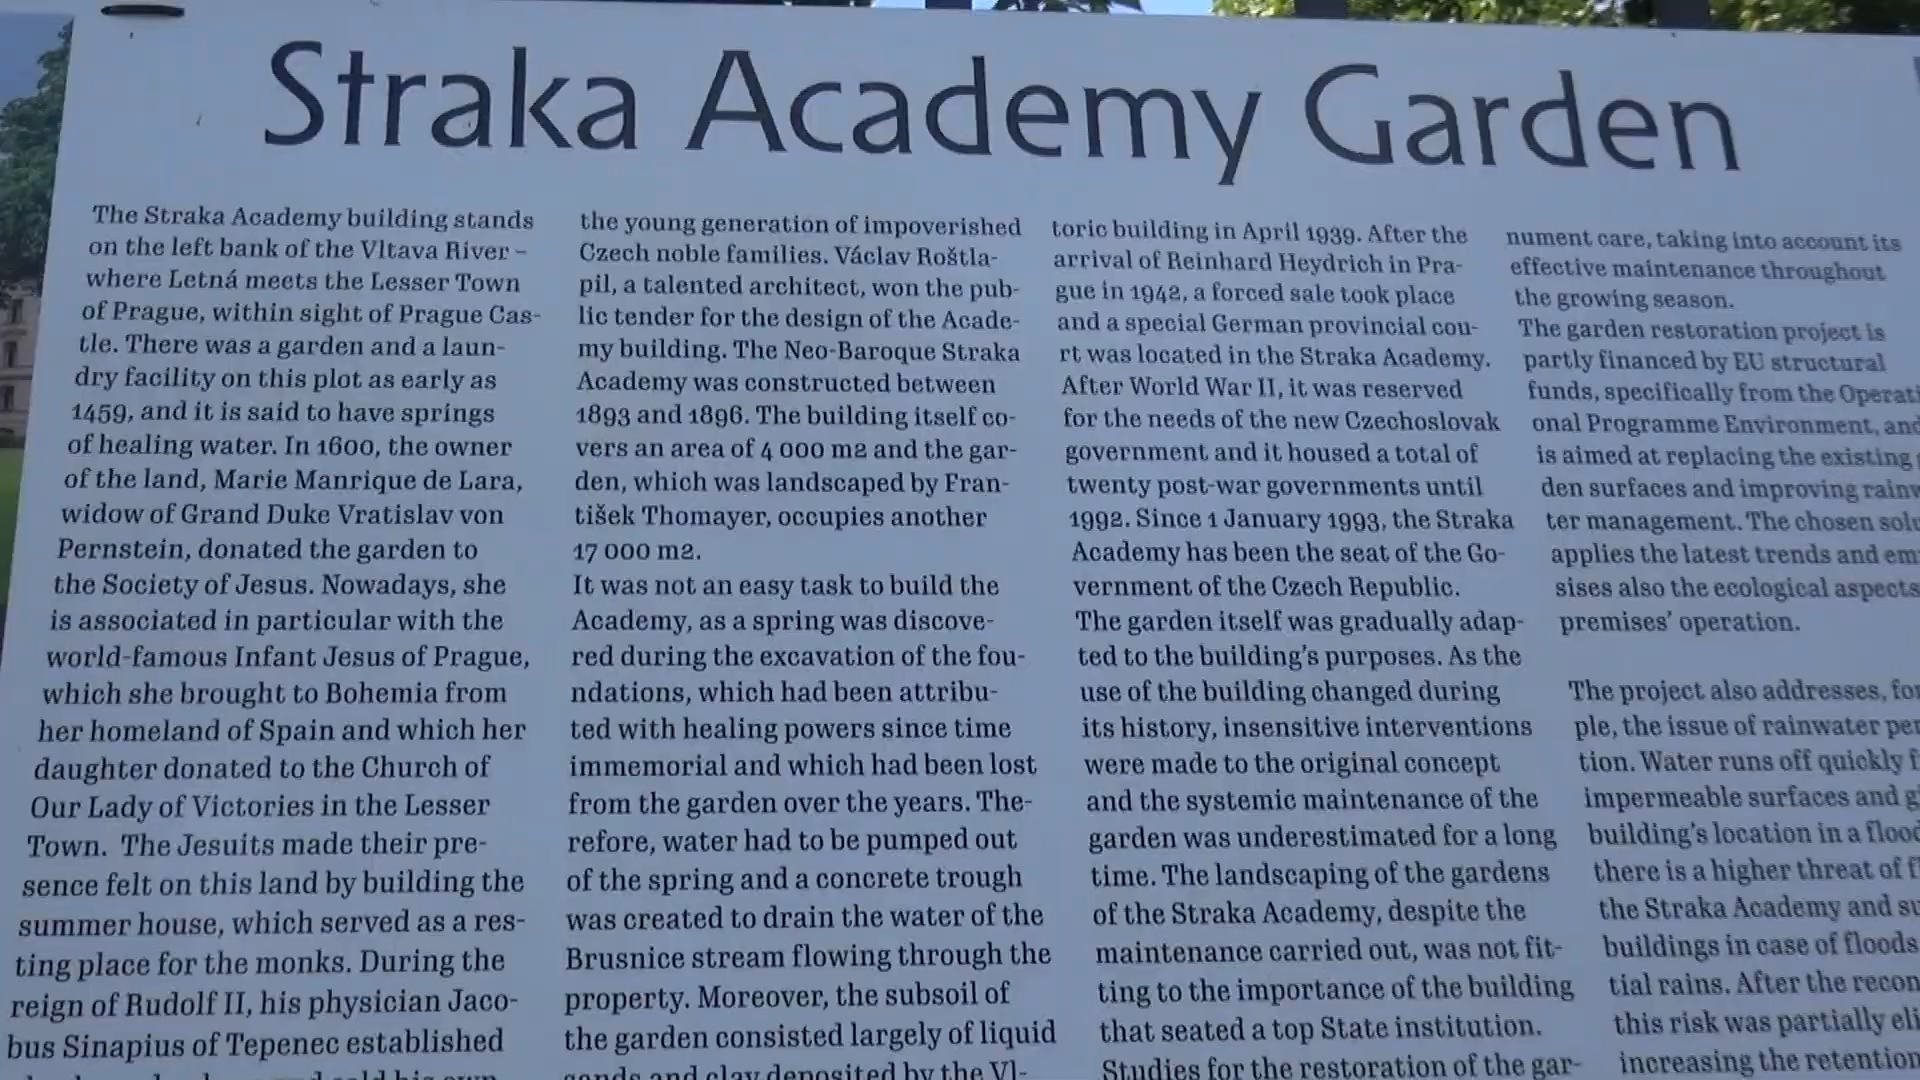 Straka Academy Garden
The Straka Academy building stands
on the left bank of the Vltava River –
where Letná meets the Lesser Town
of Prague, within sight of Prague Cas-
tle. There was a garden and a laun-
dry facility on this plot as early as
1459, and it is said to have springs
of healing water. In 1600, the owner
of the land, Marie Manrique de Lara,
widow of Grand Duke Vratislav von
Pernstein, donated the garden to
the Society of Jesus. Nowadays, she
is associated in particular with the
world-famous Infant Jesus of Prague,
which she brought to Bohemia from
her homeland of Spain and which her
daughter donated to the Church of
Our Lady of Victories in the Lesser
Town. The Jesuits made their pre-
sence felt on this land by building the
summer house, which served as a res-
ting place for the monks. During the
reign of Rudolf II, his physician Jaco-
bus Sinapius of Tepenec established
the young generation of impoverished
Czech noble families. Václav Roštla-
pil, a talented architect, won the pub-
lic tender for the design of the Acade-
my building. The Neo-Baroque Straka
Academy was constructed between
1893 and 1896. The building itself co-
vers an area of 4 000 m2 and the gar-
den, which was landscaped by Fran-
tišek Thomayer, occupies another
17 000 m2.
It was not an easy task to build the
Academy, as a spring was discove-
red during the excavation of the fou-
ndations, which had been attribu-
ted with healing powers since time
immemorial and which had been lost
from the garden over the years. The-
refore, water had to be pumped out
of the spring and a concrete trough
was created to drain the water of the
Brusnice stream flowing through the
property. Moreover, the subsoil of
the garden consisted largely of liquid
sands and clay deposited by the Vl-
toric building in April 1939. After the
arrival of Reinhard Heydrich in Pra-
gue in 1942, a forced sale took place
and a special German provincial cou-
rt was located in the Straka Academy.
After World War II, it was reserved
for the needs of the new Czechoslovak
government and it housed a total of
twenty post-war governments until
1992. Since 1 January 1993, the Straka
Academy has been the seat of the Go-
vernment of the Czech Republic.
The garden itself was gradually adap-
ted to the building's purposes. As the
use of the building changed during
its history, insensitive interventions
were made to the original concept
and the systemic maintenance of the
garden was underestimated for a long
time. The landscaping of the gardens
of the Straka Academy, despite the
maintenance carried out, was not fit-
ting to the importance of the building
that seated a top State institution.
Studies for the restoration of the gar-
nument care, taking into account its
effective maintenance throughout
the growing season.
The garden restoration project is
partly financed by EU structural
funds, specifically from the Operati
onal Programme Environment, and
is aimed at replacing the existing
den surfaces and improving rainw
ter management. The chosen solu
applies the latest trends and em
sises also the ecological aspects
premises' operation.
The project also addresses, for
ple, the issue of rainwater per
tion. Water runs off quickly f
impermeable surfaces and g
building's location in a flood
there is a higher threat of f
the Straka Academy and su
buildings in case of floods
tial rains. After the recon
this risk was partially eli
increasing the retention